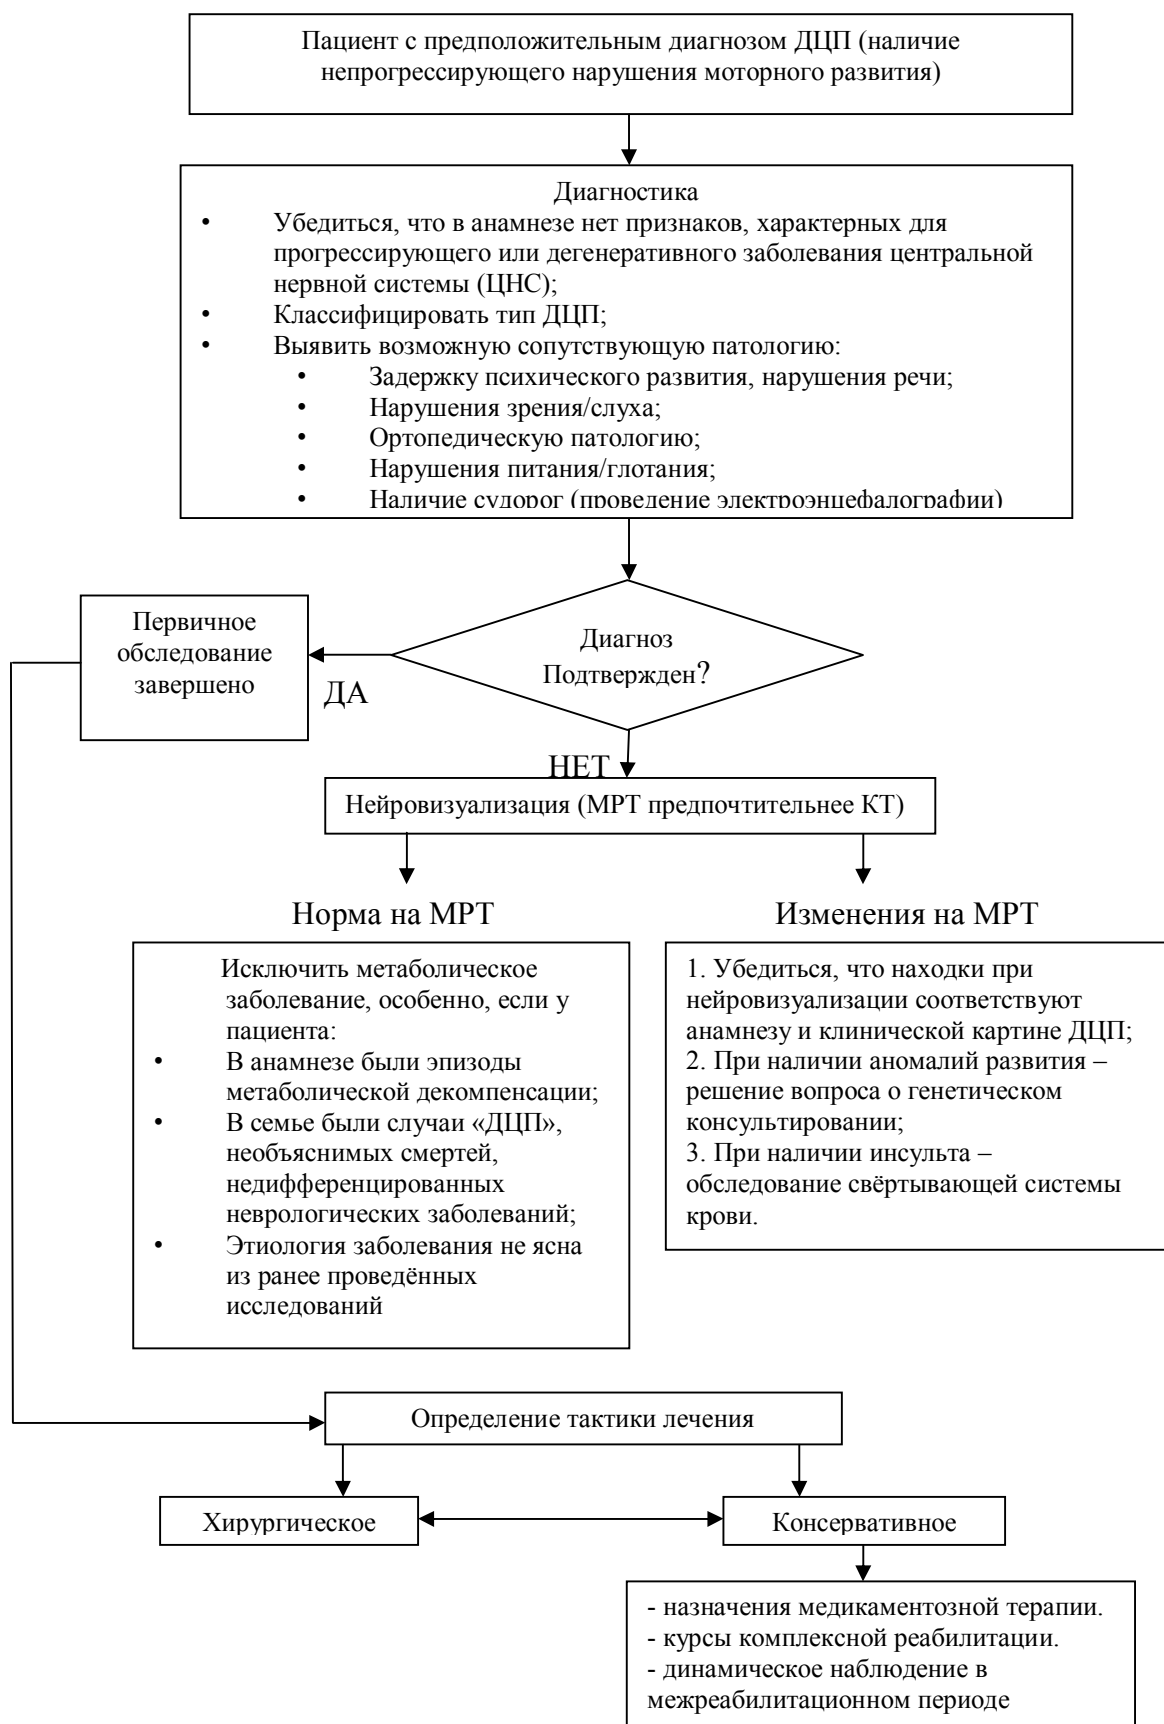 Пациент с предположительным диагнозом ДЦП (наличие
непрогрессирующего нарушения моторного развития)
Диагностика
• Убедиться, что в анамнезе нет признаков, характерных для
прогрессирующего или дегенеративного заболевания центральной
нервной системы (ЦНС);
• Классифицировать тип ДЦП;
• Выявить возможную сопутствующую патологию:
• Задержку психического развития, нарушения речи;
• Нарушения зрения/слуха;
• Ортопедическую патологию;
• Нарушения питания/глотания;
• Наличие судорог (проведение электроэнцефалографии)
Диагноз
Подтвержден?
Первичное
обследование
завершено
ДА
НЕТ
Нейровизуализация (МРТ предпочтительнее КТ)
Норма на МРТ
Исключить метаболическое
заболевание, особенно, если у
пациента:
• В анамнезе были эпизоды
метаболической декомпенсации;
• В семье были случаи «ДЦП»,
необъяснимых смертей,
недифференцированных
неврологических заболеваний;
• Этиология заболевания не ясна
из ранее проведённых
исследований
Изменения на МРТ
1. Убедиться, что находки при
нейровизуализации соответствуют
анамнезу и клинической картине ДЦП;
2. При наличии аномалий развития –
решение вопроса о генетическом
консультировании;
3. При наличии инсульта –
обследование свёртывающей системы
крови.
Определение тактики лечения
Хирургическое
Консервативное
- назначения медикаментозной терапии.
- курсы комплексной реабилитации.
- динамическое наблюдение в
межреабилитационном периоде